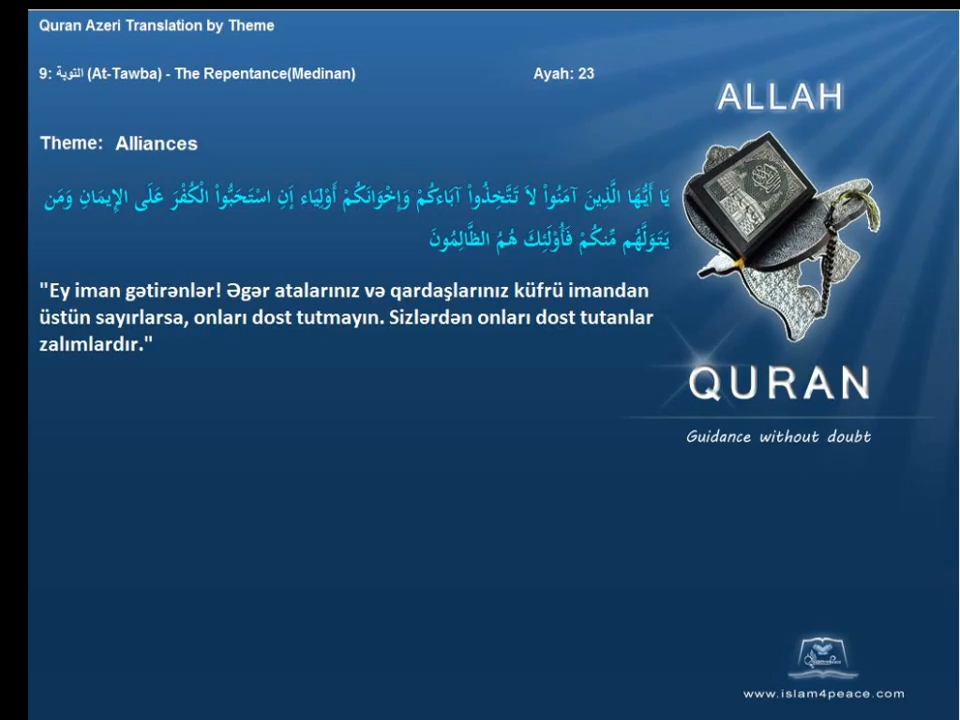 Quran Azeri Translation by Theme
9: التوبة (At-Tawba) - The Repentance(Medinan) Ayah: 23
Theme: Alliances
يَا أَيُّهَا الَّذِينَ آمَنُواْ لاَ تَتَّخِذُواْ آبَاءكُمْ وَإِخْوَانَكُمْ أَوْلِيَاء إَنِ اسْتَحَبُّواْ الْكُفْرَ عَلَى الإِيمَانِ وَمَن
يَتَوَلَّهُم مِّنكُمْ فَأُوْلَئِكَ هُمُ الظَّالِمُونَ
"Ey iman gətirənlər! Əgər atalarınız və qardaşlarınız küfrü imandan
üstün sayırlarsa, onları dost tutmayın. Sizlərdən onları dost tutanlar
zalımlardır."
ALLAH
QURAN
Guidance without doubt
www.islam4peace.com